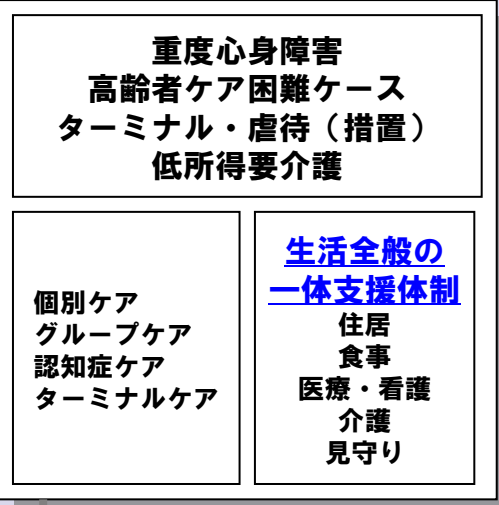 重度心身障害
高齢者ケア困難ケース
ターミナル・虐待（措置）
低所得要介護
個別ケア
グループケア
認知症ケア
ターミナルケア
生活全般の
一体支援体制
住居
食事
医療・看護
介護
見守り